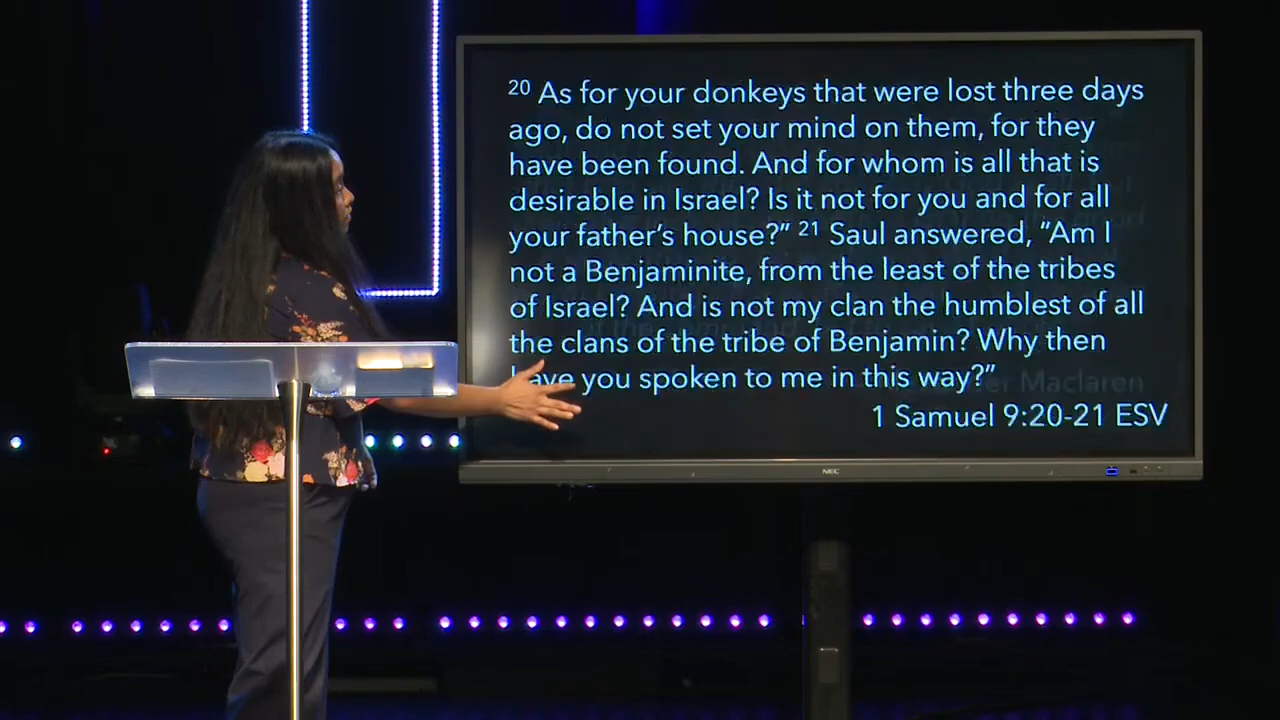 20 As for your donkeys that were lost three days
ago, do not set your mind on them, for they
have been found. And for whom is all that is
desirable in Israel? Is it not for you and for all
your father’s house?” 21 Saul answered, “Am I
not a Benjaminite, from the least of the tribes
of Israel? And is not my clan the humblest of all
the clans of the tribe of Benjamin? Why then
have you spoken to me in this way?”
Maclaren
1 Samuel 9:20-21 ESV
NEC